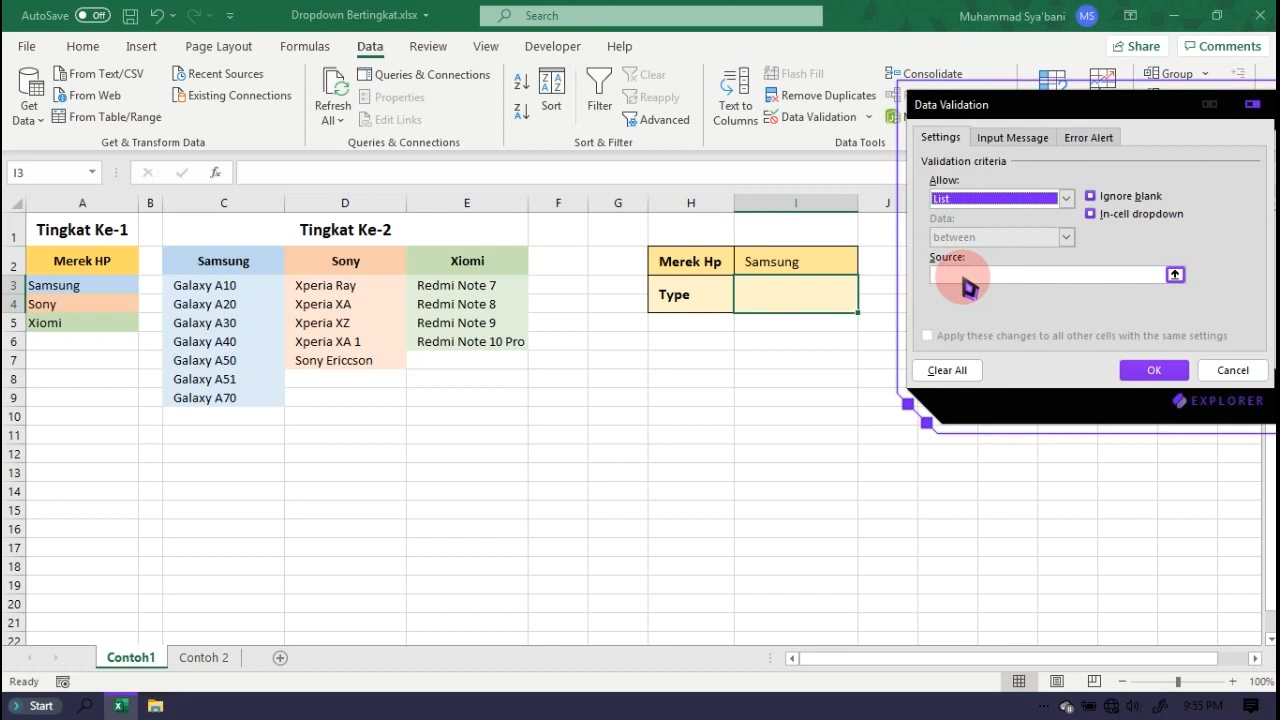 AutoSave Off Dropdown Bertingkat.xlsx Search Muhammad Sya'bani MS
File Home Insert Page Layout Formulas Data Review View Developer Help Share Comments
From Text/CSV Recent Sources Queries & Connections Clear Flash Fill Consolidate Group
From Web Existing Connections Properties Reapply Remove Duplicates
From Table/Range Edit Links Advanced Data Validation
Get Data Refresh All Sort Filter Text to Columns
Get & Transform Data Queries & Connections Sort & Filter Data Tools
I3 fx
A B C D E F G H I J
1 Tingkat Ke-1 Tingkat Ke-2
2 Merek HP Samsung Sony Xiomi Merek Hp Samsung
3 Samsung Galaxy A10 Xperia Ray Redmi Note 7 Type
4 Sony Galaxy A20 Xperia XA Redmi Note 8
5 Xiomi Galaxy A30 Xperia XZ Redmi Note 9
6 Galaxy A40 Xperia XA 1 Redmi Note 10 Pro
7 Galaxy A50 Sony Ericcson
8 Galaxy A51
9 Galaxy A70
10
11
12
13
14
15
16
17
18
19
20
21
22
Data Validation
Settings Input Message Error Alert
Validation criteria
Allow:
List Ignore blank
Data: In-cell dropdown
between
Source:
Apply these changes to all other cells with the same settings
Clear All OK Cancel
EXPLORER
Contoh1 Contoh 2
Ready 100%
Start 9:55 PM